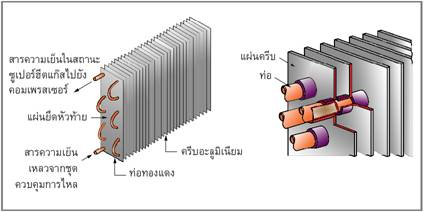 สารความเย็นในสถานะ
ซูเปอร์ฮีตแก๊สไปยัง
คอมเพรสเซอร์
แผ่นยึดหัวท้าย
สารความเย็น
เหลวจากชุด
ควบคุมการไหล
ท่อทองแดง
ครีบอะลูมิเนียม
แผ่นครีบ
ท่อ